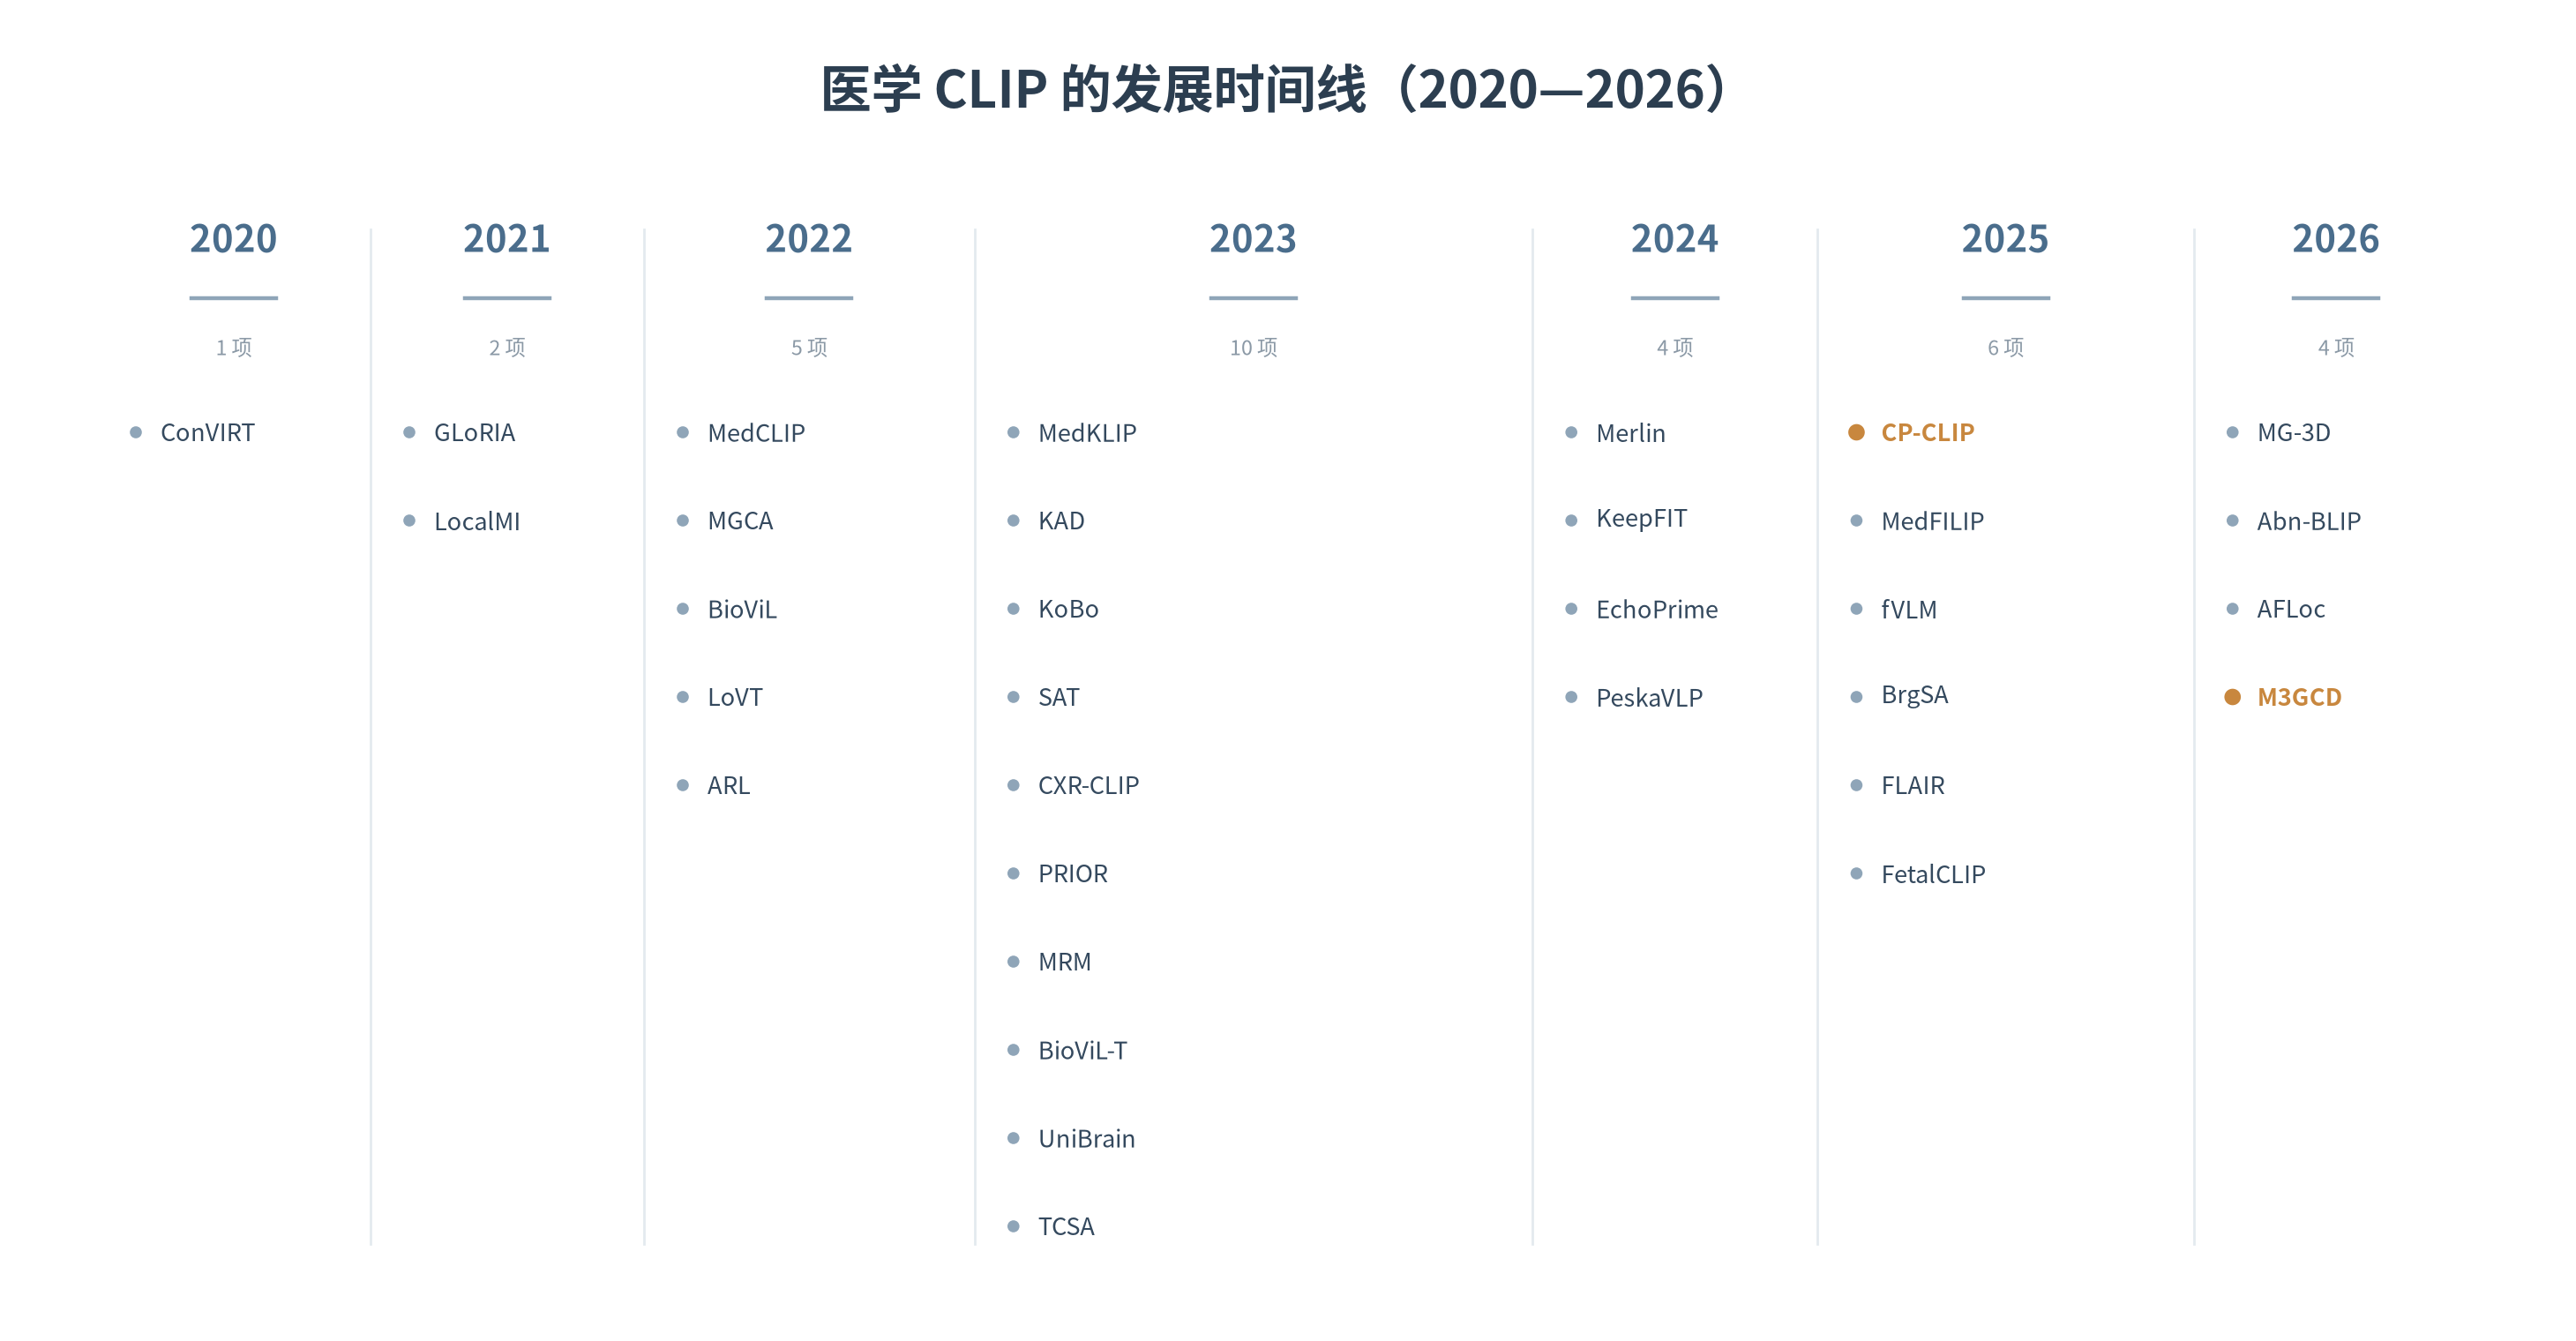 医学 CLIP 的发展时间线（2020—2026）
2020
1 项
ConVIRT
2021
2 项
GLoRIA
LocalMI
2022
5 项
MedCLIP
MGCA
BioViL
LoVT
ARL
2023
10 项
MedKLIP
KAD
KoBo
SAT
CXR-CLIP
PRIOR
MRM
BioViL-T
UniBrain
TCSA
2024
4 项
Merlin
KeepFIT
EchoPrime
PeskaVLP
2025
6 项
CP-CLIP
MedFILIP
fVLM
BrgSA
FLAIR
FetalCLIP
2026
4 项
MG-3D
Abn-BLIP
AFLoc
M3GCD